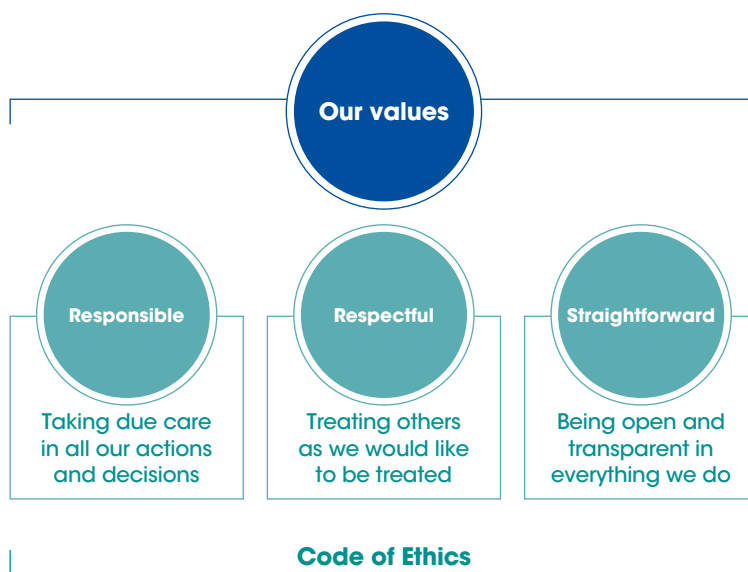 Our values
Responsible
Taking due care
in all our actions
and decisions
Respectful
Treating others
as we would like
to be treated
Straightforward
Being open and
transparent in
everything we do
Code of Ethics